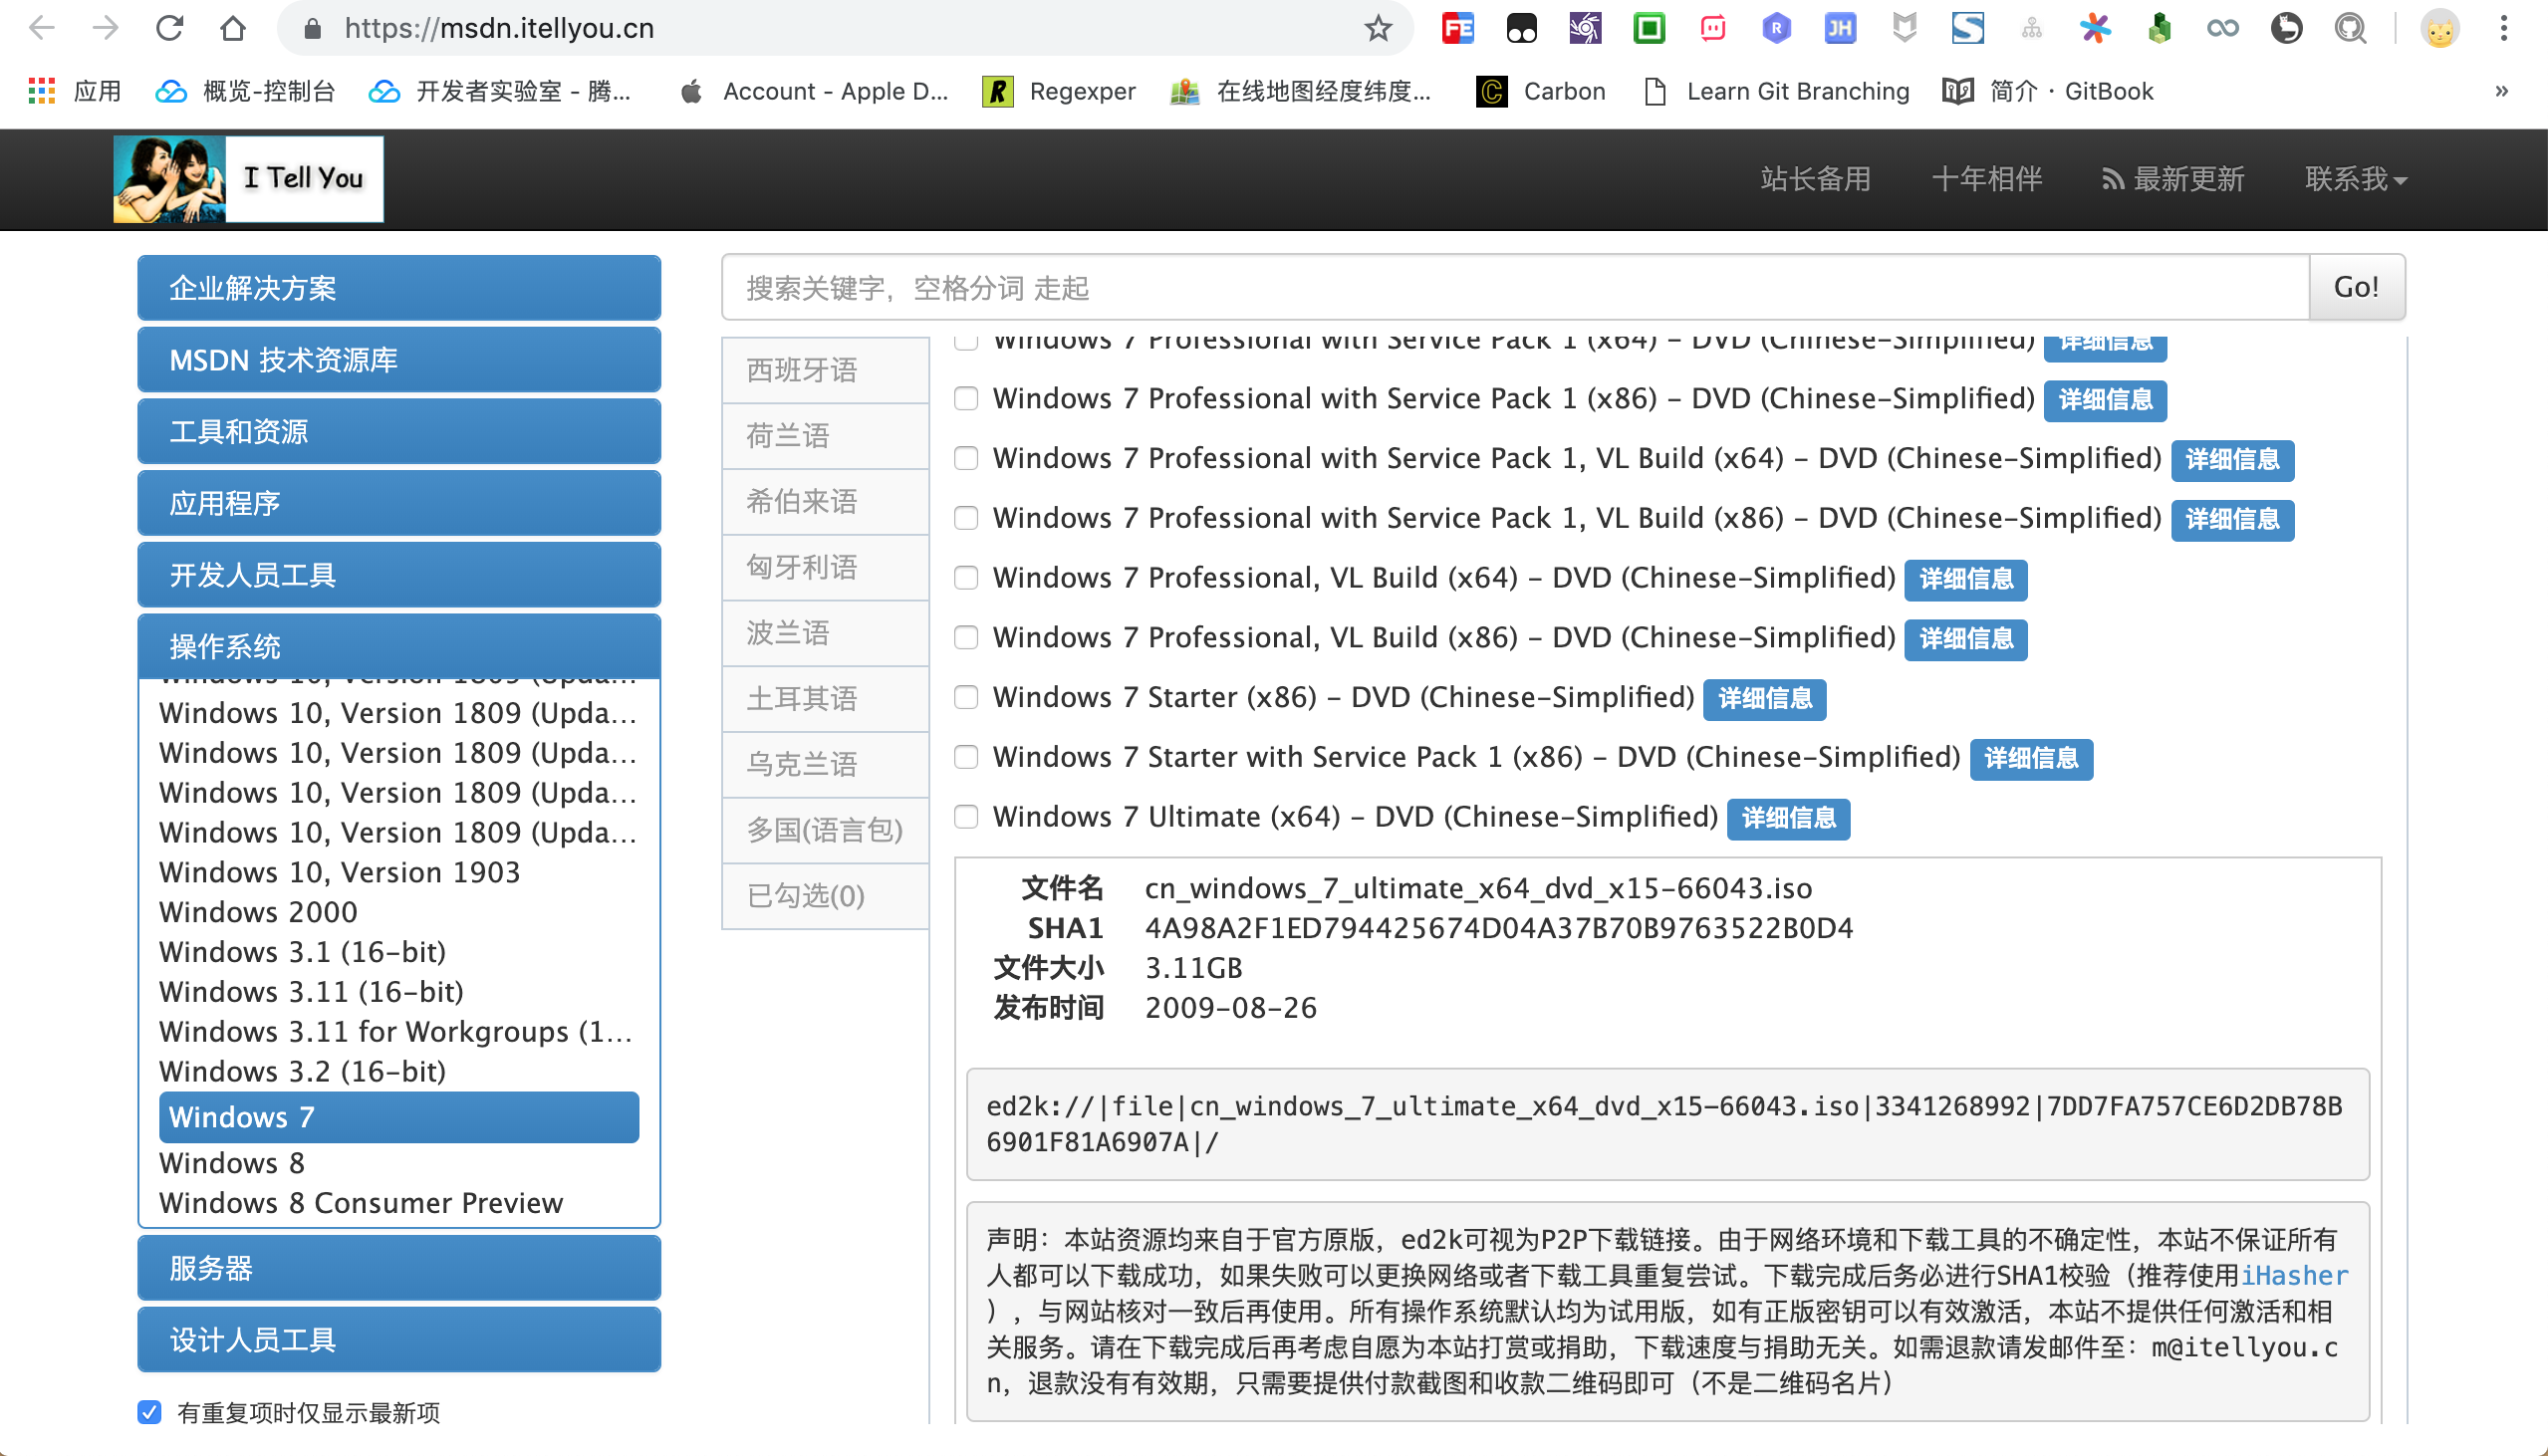 https://msdn.itellyou.cn
应用
概览-控制台
开发者实验室 - 腾...
Account - Apple D...
Regexper
在线地图经度纬度...
Carbon
Learn Git Branching
简介 · GitBook
»
I Tell You
站长备用
十年相伴
最新更新
联系我
企业解决方案
MSDN 技术资源库
工具和资源
应用程序
开发人员工具
操作系统
Windows 10, Version 1809 (Upda...
Windows 10, Version 1809 (Upda...
Windows 10, Version 1809 (Upda...
Windows 10, Version 1809 (Upda...
Windows 10, Version 1809 (Upda...
Windows 10, Version 1903
Windows 2000
Windows 3.1 (16-bit)
Windows 3.11 (16-bit)
Windows 3.11 for Workgroups (1...
Windows 3.2 (16-bit)
Windows 7
Windows 8
Windows 8 Consumer Preview
服务器
设计人员工具
有重复项时仅显示最新项
搜索关键字，空格分词 走起
Go!
西班牙语
荷兰语
希伯来语
匈牙利语
波兰语
土耳其语
乌克兰语
多国(语言包)
已勾选(0)
Windows 7 Professional with Service Pack 1 (x64) - DVD (Chinese-Simplified) 详细信息
Windows 7 Professional with Service Pack 1 (x86) - DVD (Chinese-Simplified) 详细信息
Windows 7 Professional with Service Pack 1, VL Build (x64) - DVD (Chinese-Simplified) 详细信息
Windows 7 Professional with Service Pack 1, VL Build (x86) - DVD (Chinese-Simplified) 详细信息
Windows 7 Professional, VL Build (x64) - DVD (Chinese-Simplified) 详细信息
Windows 7 Professional, VL Build (x86) - DVD (Chinese-Simplified) 详细信息
Windows 7 Starter (x86) - DVD (Chinese-Simplified) 详细信息
Windows 7 Starter with Service Pack 1 (x86) - DVD (Chinese-Simplified) 详细信息
Windows 7 Ultimate (x64) - DVD (Chinese-Simplified) 详细信息
文件名 cn_windows_7_ultimate_x64_dvd_x15-66043.iso
SHA1 4A98A2F1ED794425674D04A37B70B9763522B0D4
文件大小 3.11GB
发布时间 2009-08-26
ed2k://|file|cn_windows_7_ultimate_x64_dvd_x15-66043.iso|3341268992|7DD7FA757CE6D2DB78B
6901F81A6907A|/
声明：本站资源均来自于官方原版，ed2k可视为P2P下载链接。由于网络环境和下载工具的不确定性，本站不保证所有
人都可以下载成功，如果失败可以更换网络或者下载工具重复尝试。下载完成后务必进行SHA1校验（推荐使用iHasher
），与网站核对一致后再使用。所有操作系统默认均为试用版，如有正版密钥可以有效激活，本站不提供任何激活和相
关服务。请在下载完成后再考虑自愿为本站打赏或捐助，下载速度与捐助无关。如需退款请发邮件至：m@itellyou.c
n，退款没有有效期，只需要提供付款截图和收款二维码即可（不是二维码名片）